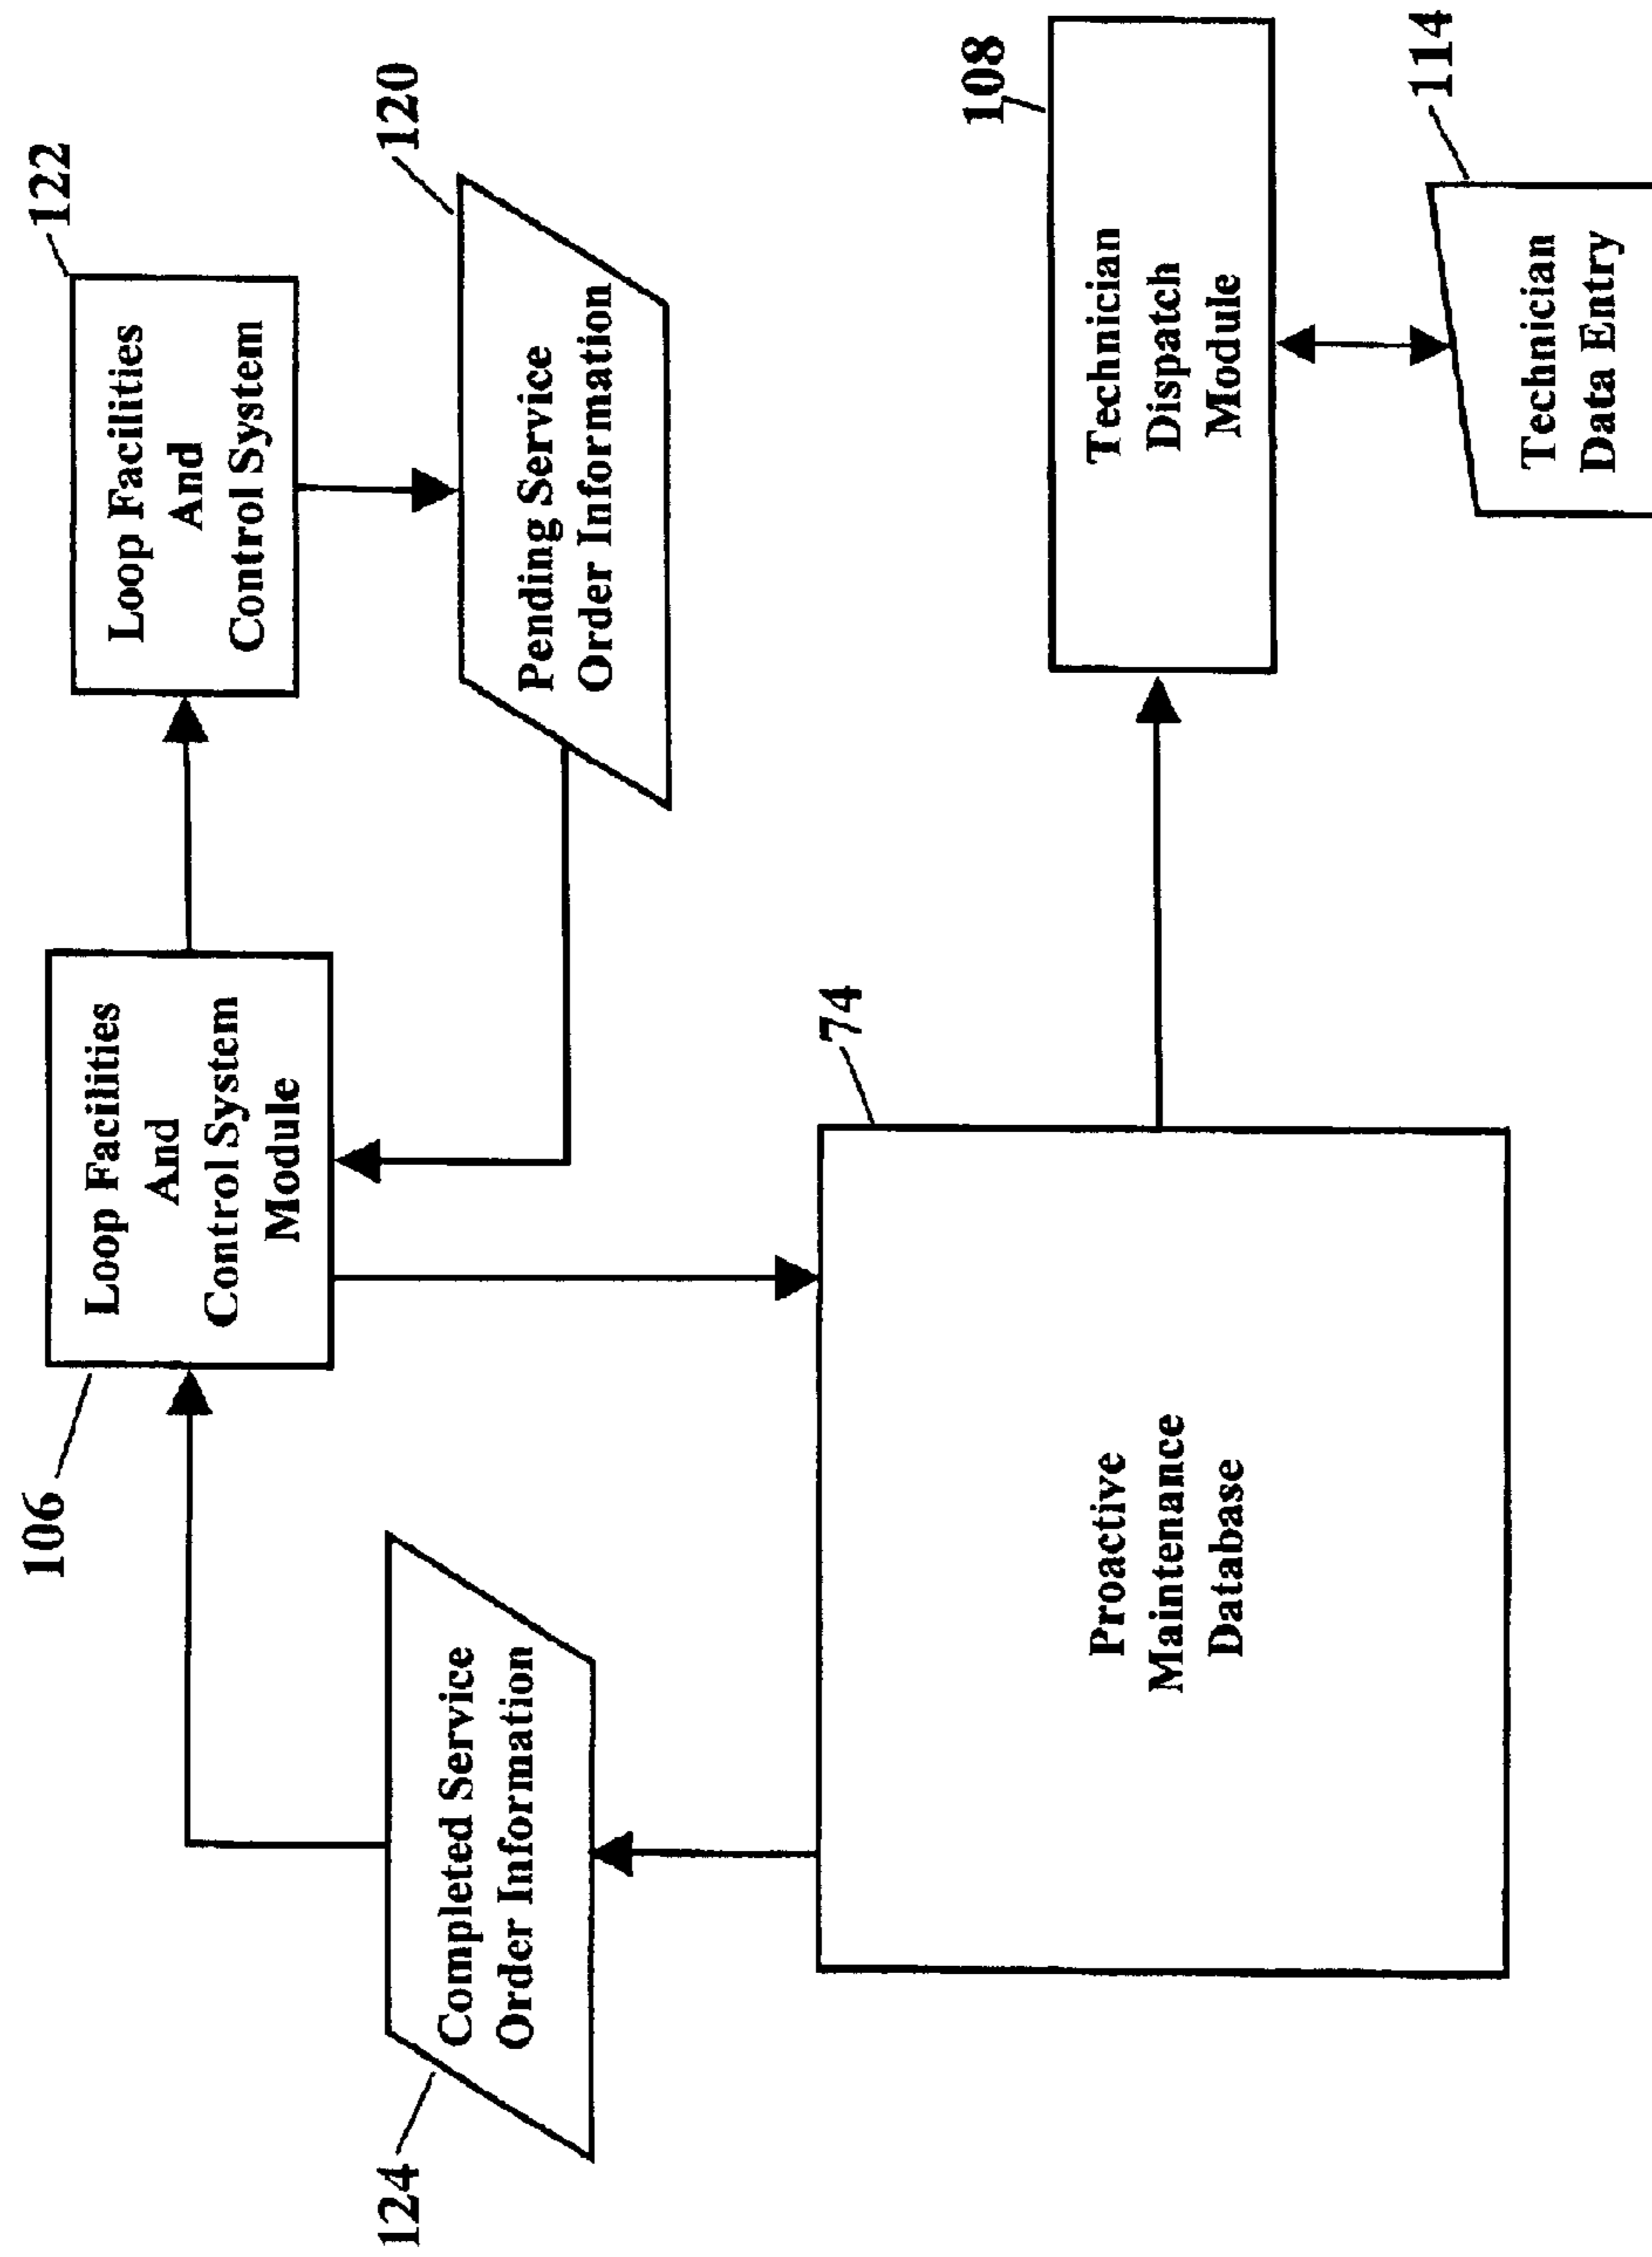 106
Loop Facilities
And
Control System
Module
122
Loop Facilities
And
Control System
124
Completed Service
Order Information
120
Pending Service
Order Information
74
Proactive
Maintenance
Database
108
Technician
Dispatch
Module
114
Technician
Data Entry